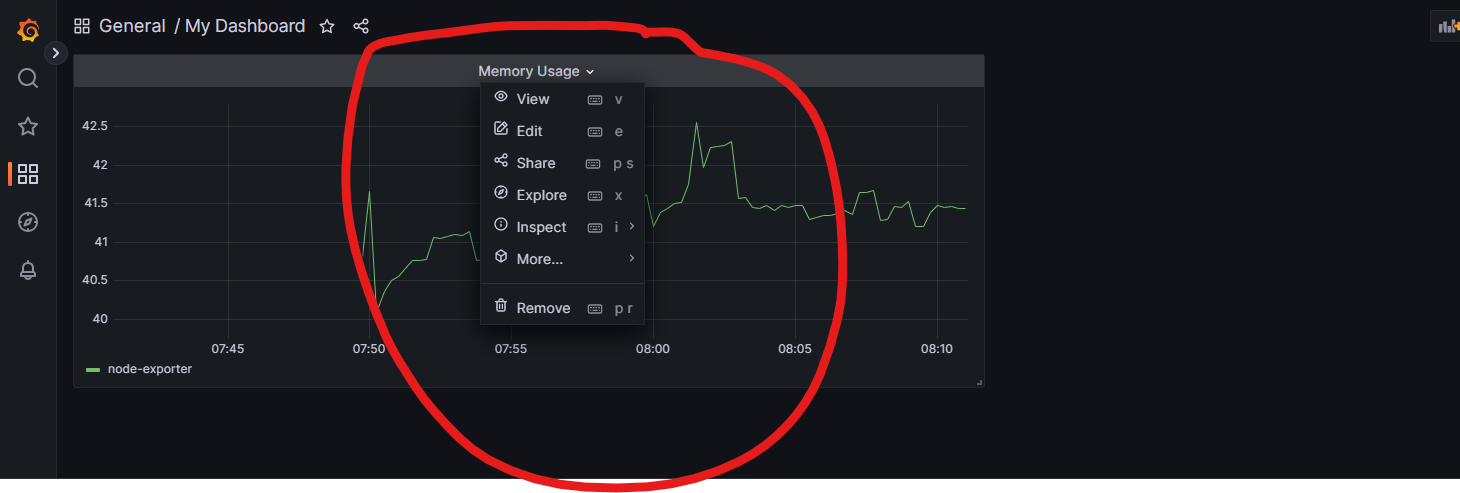 General / My Dashboard
Memory Usage
View v
Edit e
Share p s
Explore x
Inspect i
More...
Remove p r
42.5
42
41.5
41
40.5
40
07:45 07:50 07:55 08:00 08:05 08:10
node-exporter